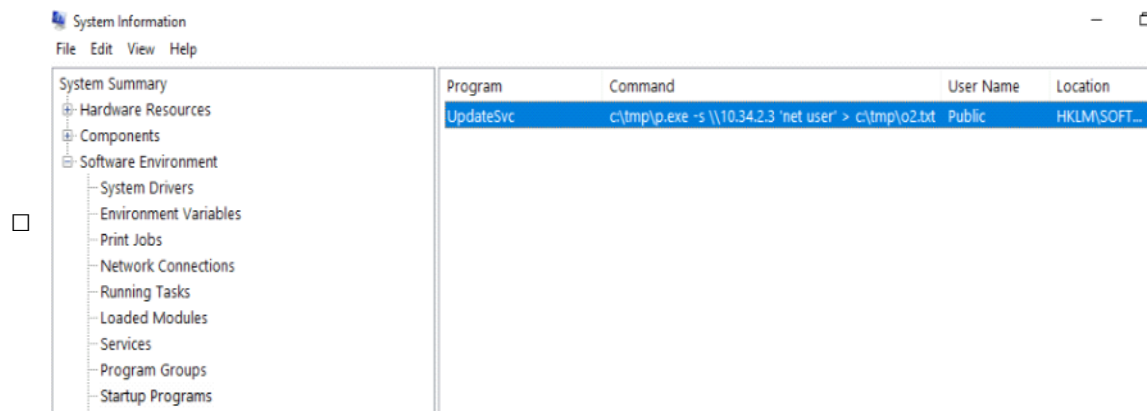 System Information
File Edit View Help
System Summary
Hardware Resources
Components
Software Environment
System Drivers
Environment Variables
Print Jobs
Network Connections
Running Tasks
Loaded Modules
Services
Program Groups
Startup Programs
Program Command User Name Location
UpdateSvc c:\tmp\p.exe -s \\10.34.2.3 'net user' > c:\tmp\o2.txt Public HKLM\SOFT...